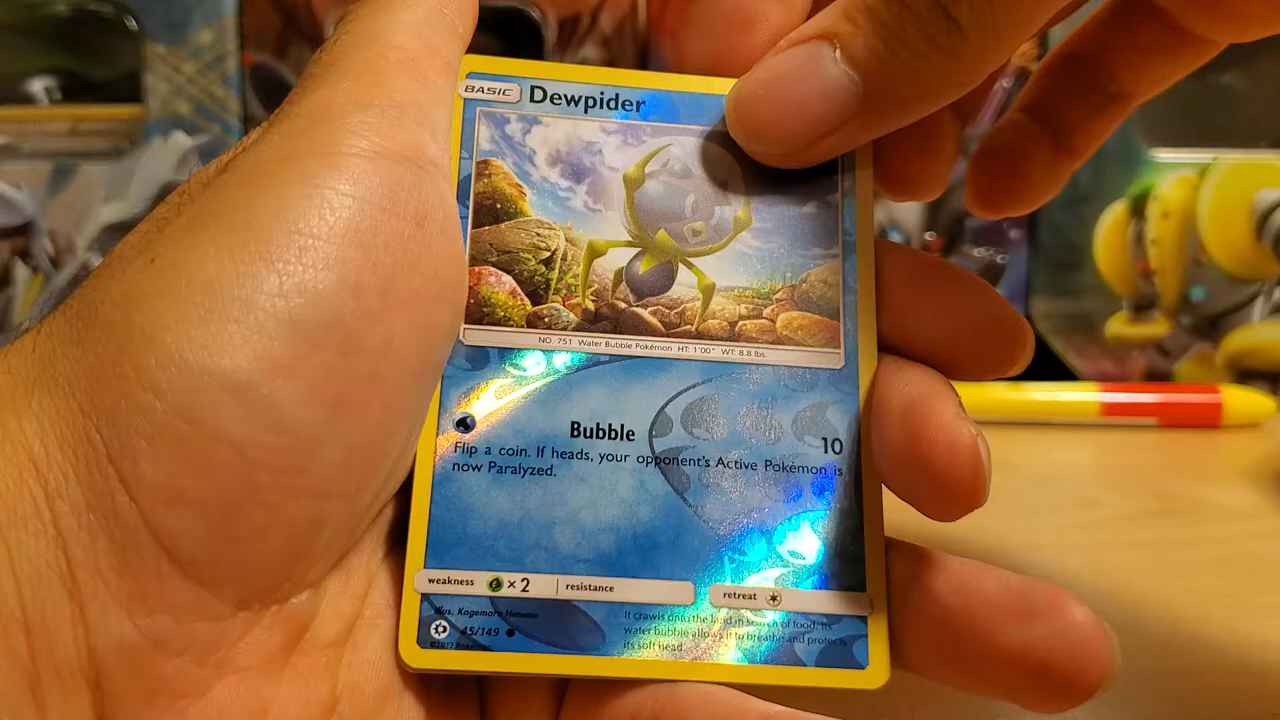 BASIC Dewpider
NO. 751 Water Bubble Pokémon HT: 1'00" WT: 8.8 lbs.
Bubble 10
Flip a coin. If heads, your opponent's Active Pokémon is
now Paralyzed.
weakness ×2 resistance retreat
Illus. Kagemaru Himeno
45/149
©2017 Pokémon
It crawls onto the land in search of food. Its
water bubble allows it to breathe and protects
its soft head.